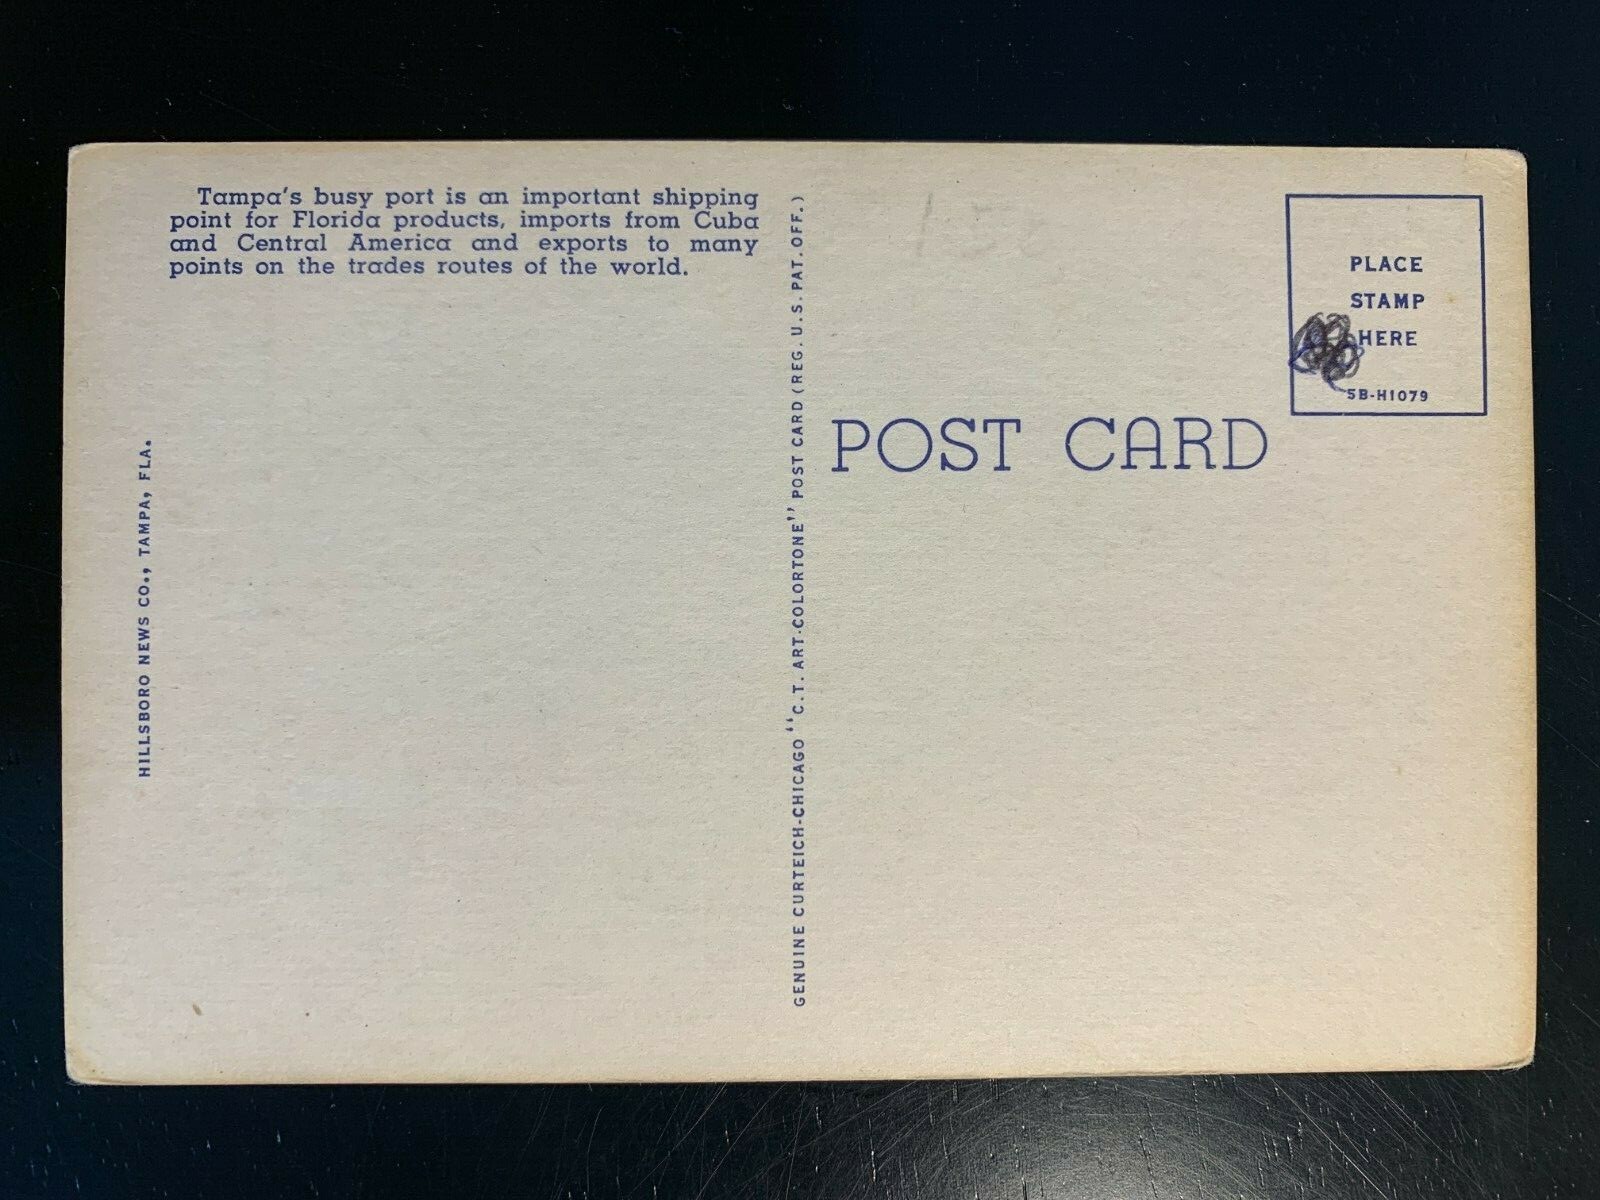 Tampa's busy port is an important shipping
point for Florida products, imports from Cuba
and Central America and exports to many
points on the trades routes of the world.
HILLSBORO NEWS CO., TAMPA, FLA.
GENUINE CURTEICH-CHICAGO "C.T. ART-COLORTONE" POST CARD (REG. U.S. PAT. OFF.)
POST CARD
PLACE
STAMP
HERE
5B-H1079